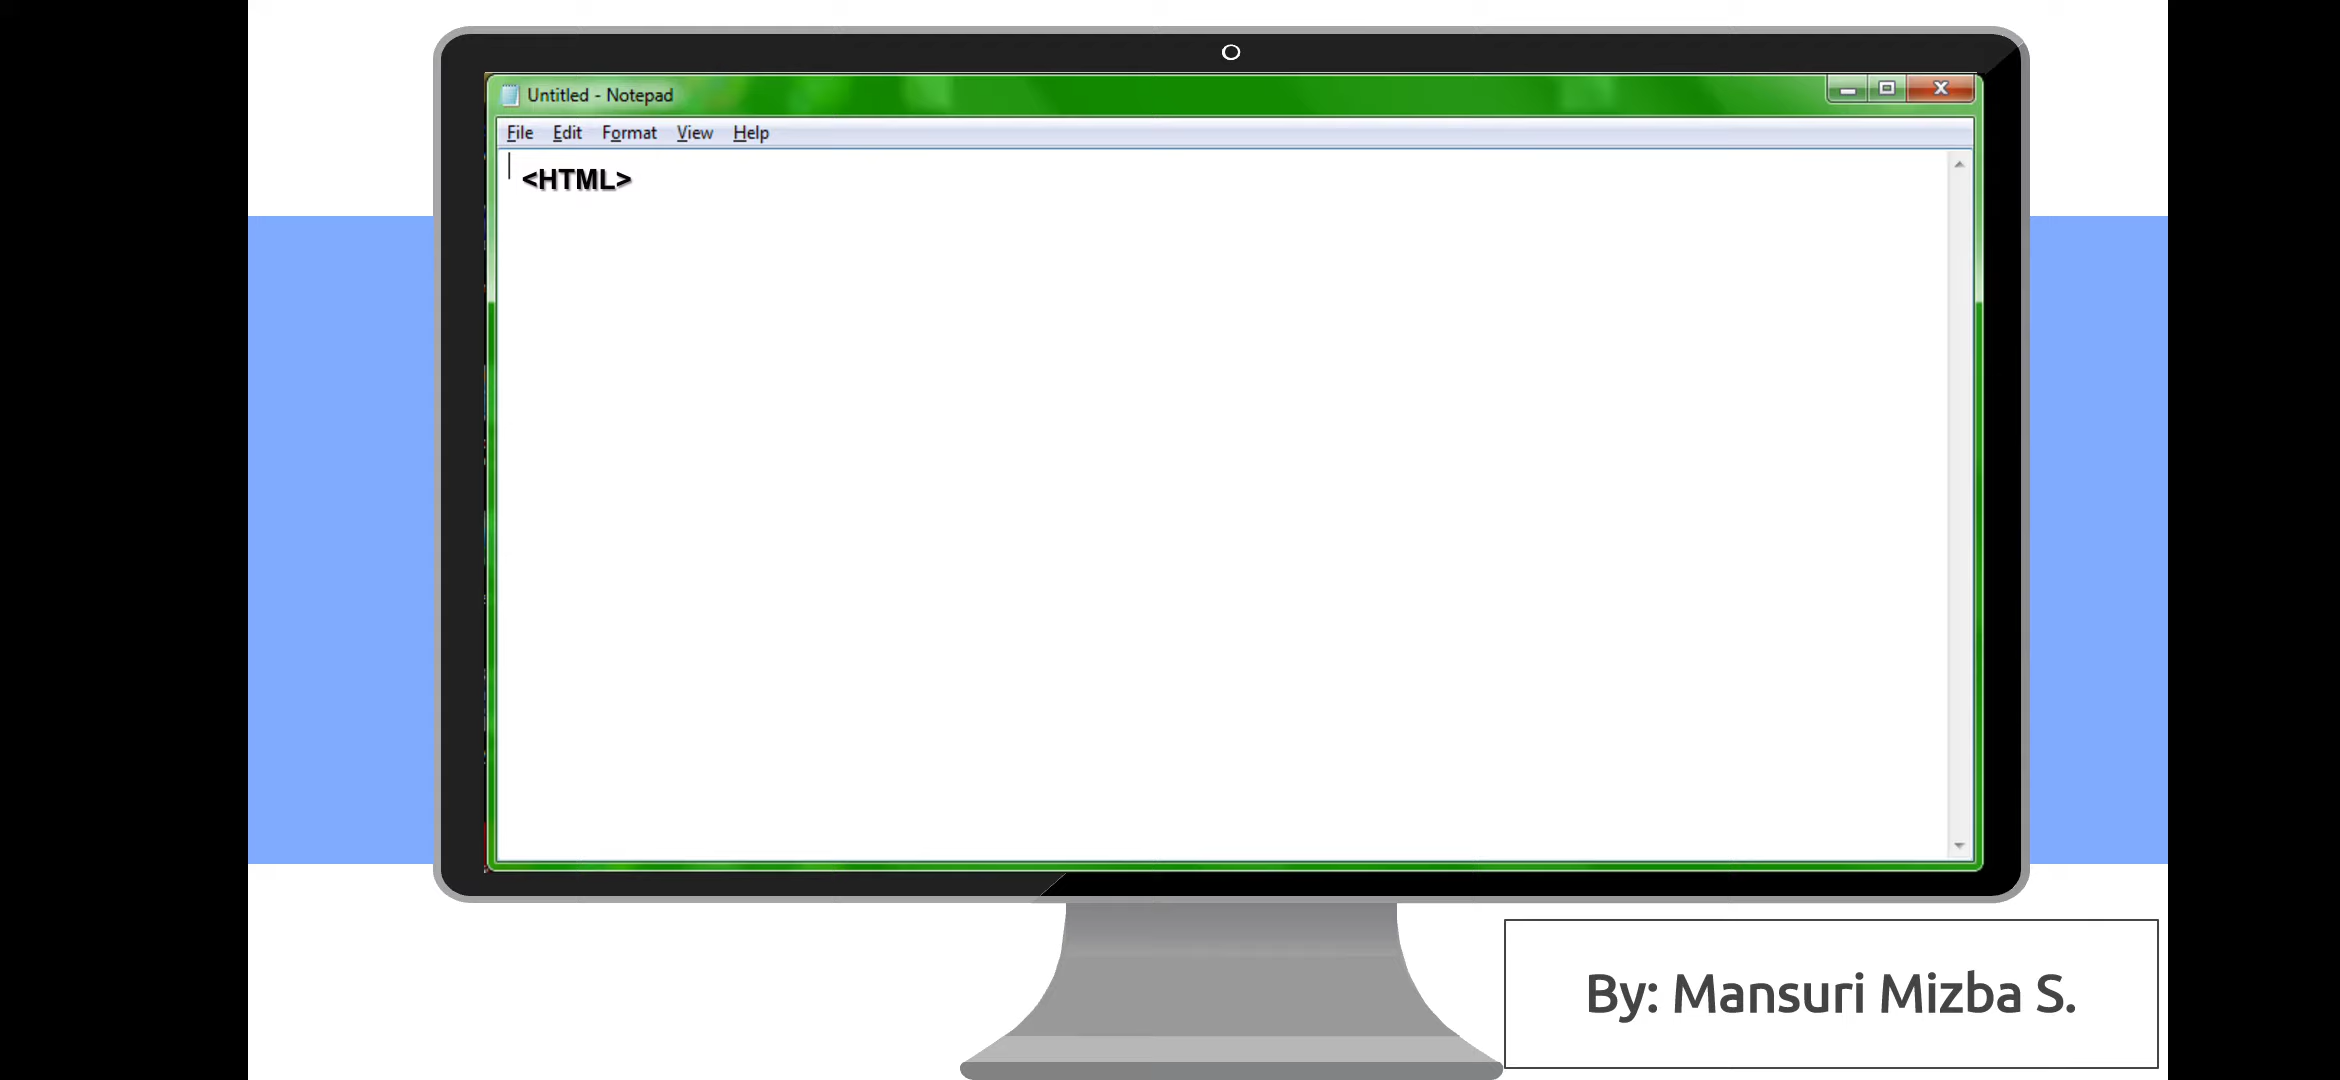 Untitled - Notepad
File Edit Format View Help
<HTML>
By: Mansuri Mizba S.